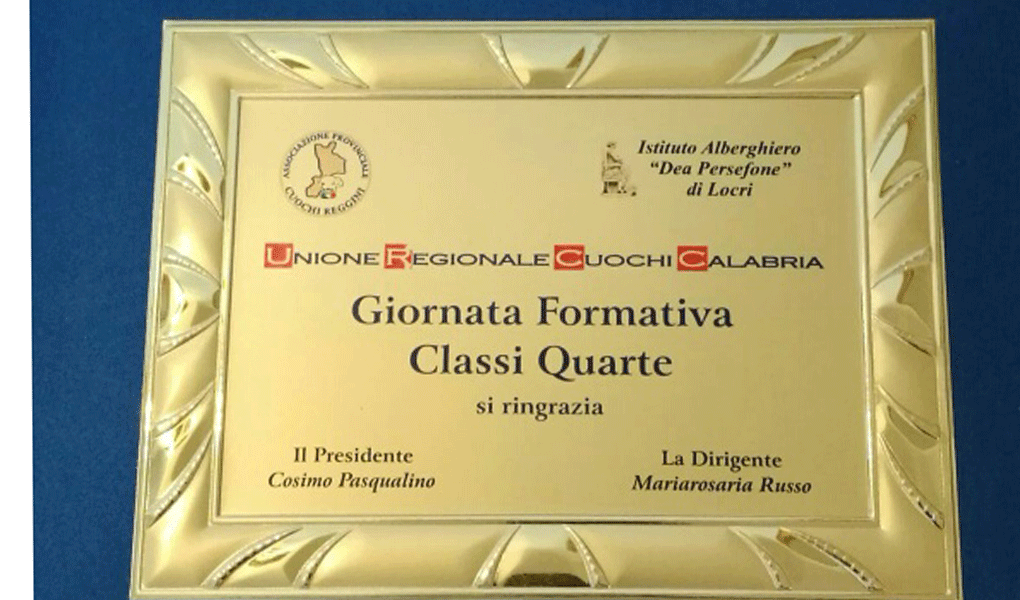 ASSOCIAZIONE PROVINCIALE
CUOCHI REGGINI
Istituto Alberghiero
"Dea Persefone"
di Locri
UNIONE REGIONALE CUOCHI CALABRIA
Giornata Formativa
Classi Quarte
si ringrazia
Il Presidente
Cosimo Pasqualino
La Dirigente
Mariarosaria Russo